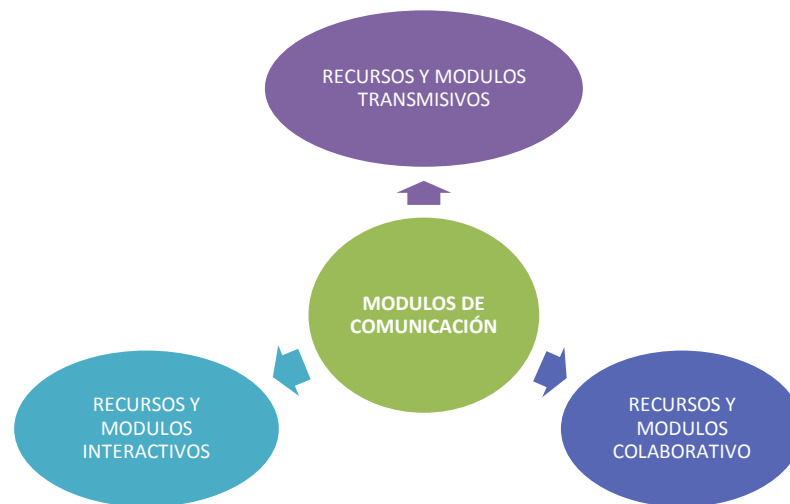 RECURSOS Y MODULOS
TRANSMISIVOS
MODULOS DE
COMUNICACIÓN
RECURSOS Y
MODULOS
INTERACTIVOS
RECURSOS Y
MODULOS
COLABORATIVO